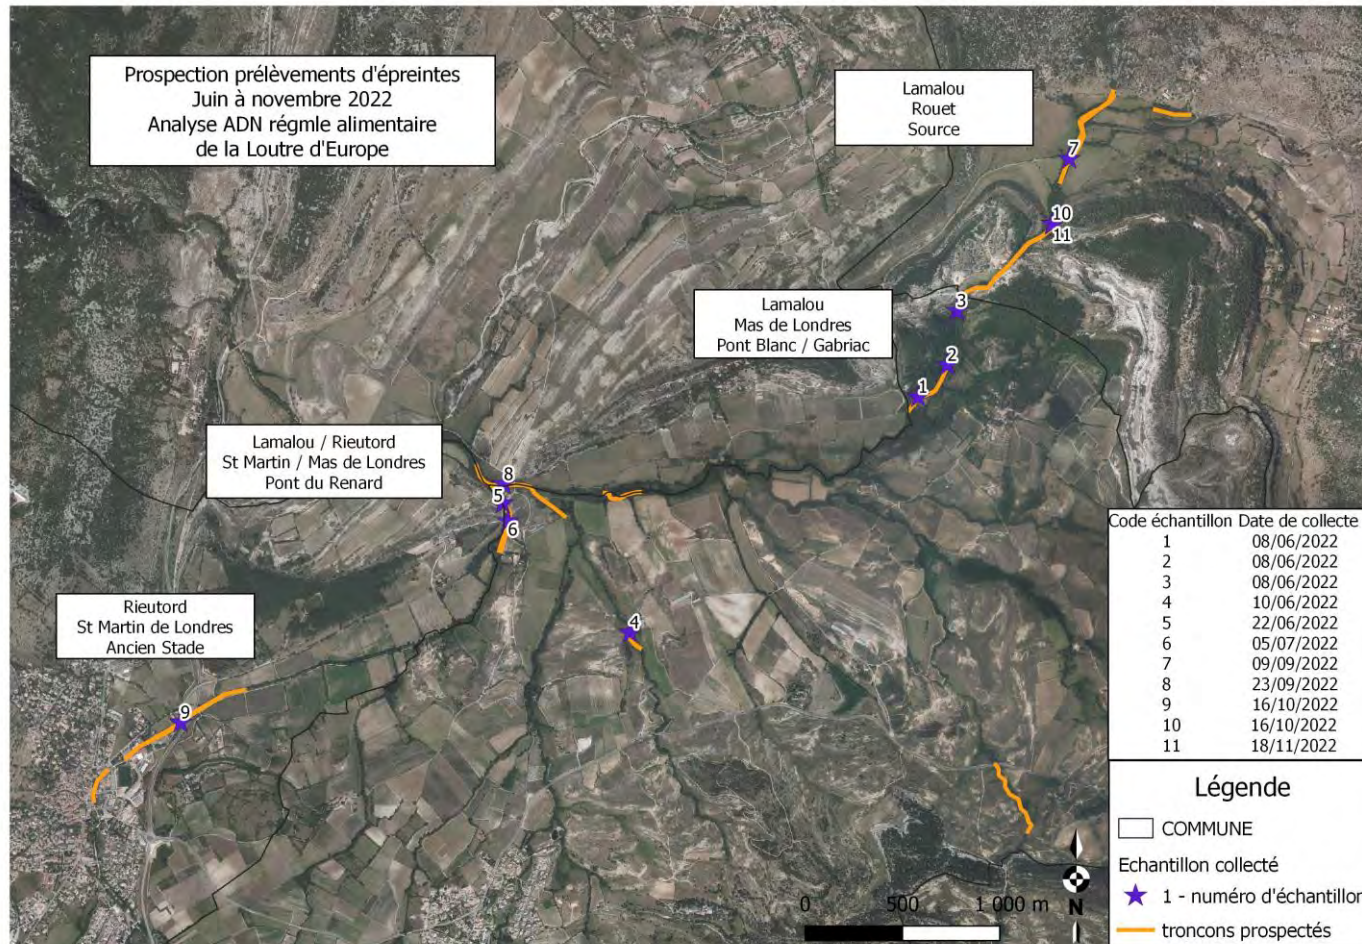 Prospection prélèvements d'épreintes
Juin à novembre 2022
Analyse ADN régmle alimentaire
de la Loutre d'Europe
Lamalou
Rouet
Source
7
10
11
3
Lamalou
Mas de Londres
Pont Blanc / Gabriac
2
1
Lamalou / Rieutord
St Martin / Mas de Londres
Pont du Renard
8
5
6
4
Rieutord
St Martin de Londres
Ancien Stade
9
Code échantillon Date de collecte
1 08/06/2022
2 08/06/2022
3 08/06/2022
4 10/06/2022
5 22/06/2022
6 05/07/2022
7 09/09/2022
8 23/09/2022
9 16/10/2022
10 16/10/2022
11 18/11/2022
Légende
COMMUNE
Echantillon collecté
1 - numéro d'échantillon
troncons prospectés
0 500 1 000 m
N